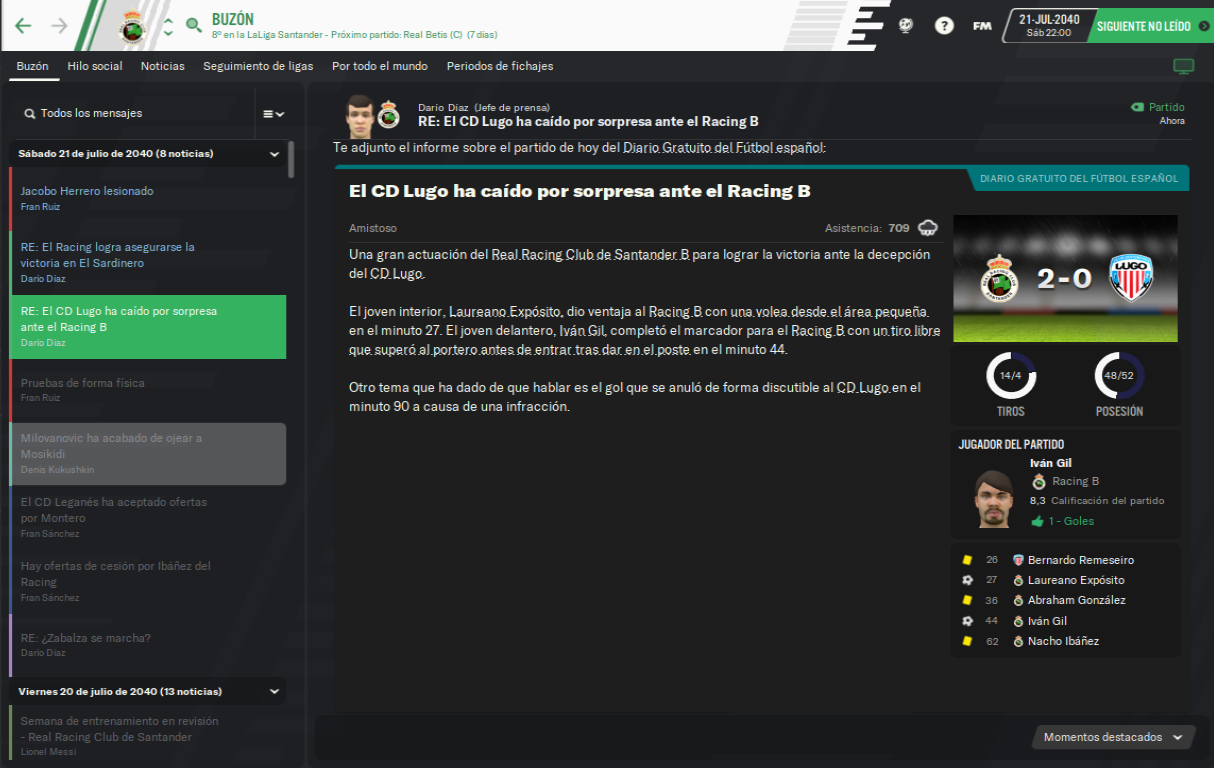 BUZÓN
8º en la LaLiga Santander - Próximo partido: Real Betis (C) (7 días)
?
FM
21-JUL-2040
Sáb 22:00
SIGUIENTE NO LEÍDO
Buzón
Hilo social
Noticias
Seguimiento de ligas
Por todo el mundo
Periodos de fichajes
Todos los mensajes
Sábado 21 de julio de 2040 (8 noticias)
Jacobo Herrero lesionado
Fran Ruiz
RE: El Racing logra asegurarse la
victoria en El Sardinero
Darío Díaz
RE: El CD Lugo ha caído por sorpresa
ante el Racing B
Darío Díaz
Pruebas de forma física
Fran Ruiz
Milovanovic ha acabado de ojear a
Mosikidi
Denis Kukushkin
El CD Leganés ha aceptado ofertas
por Montero
Fran Sánchez
Hay ofertas de cesión por Ibáñez del
Racing
Fran Sánchez
RE: ¿Zabalza se marcha?
Darío Díaz
Viernes 20 de julio de 2040 (13 noticias)
Semana de entrenamiento en revisión
- Real Racing Club de Santander
Lionel Messi
Darío Díaz (Jefe de prensa)
RE: El CD Lugo ha caído por sorpresa ante el Racing B
Partido
Ahora
Te adjunto el informe sobre el partido de hoy del Diario Gratuito del Fútbol español:
DIARIO GRATUITO DEL FÚTBOL ESPAÑOL
El CD Lugo ha caído por sorpresa ante el Racing B
Amistoso
Asistencia: 709
Una gran actuación del Real Racing Club de Santander B para lograr la victoria ante la decepción
del CD Lugo.
El joven interior, Laureano Expósito, dio ventaja al Racing B con una volea desde el área pequeña
en el minuto 27. El joven delantero, Iván Gil, completó el marcador para el Racing B con un tiro libre
que superó al portero antes de entrar tras dar en el poste en el minuto 44.
Otro tema que ha dado de que hablar es el gol que se anuló de forma discutible al CD Lugo en el
minuto 90 a causa de una infracción.
2-0
LUGO
14/4
TIROS
48/52
POSESIÓN
JUGADOR DEL PARTIDO
Iván Gil
Racing B
8,3 Calificación del partido
1 - Goles
26 Bernardo Remeseiro
27 Laureano Expósito
36 Abraham González
44 Iván Gil
62 Nacho Ibáñez
Momentos destacados